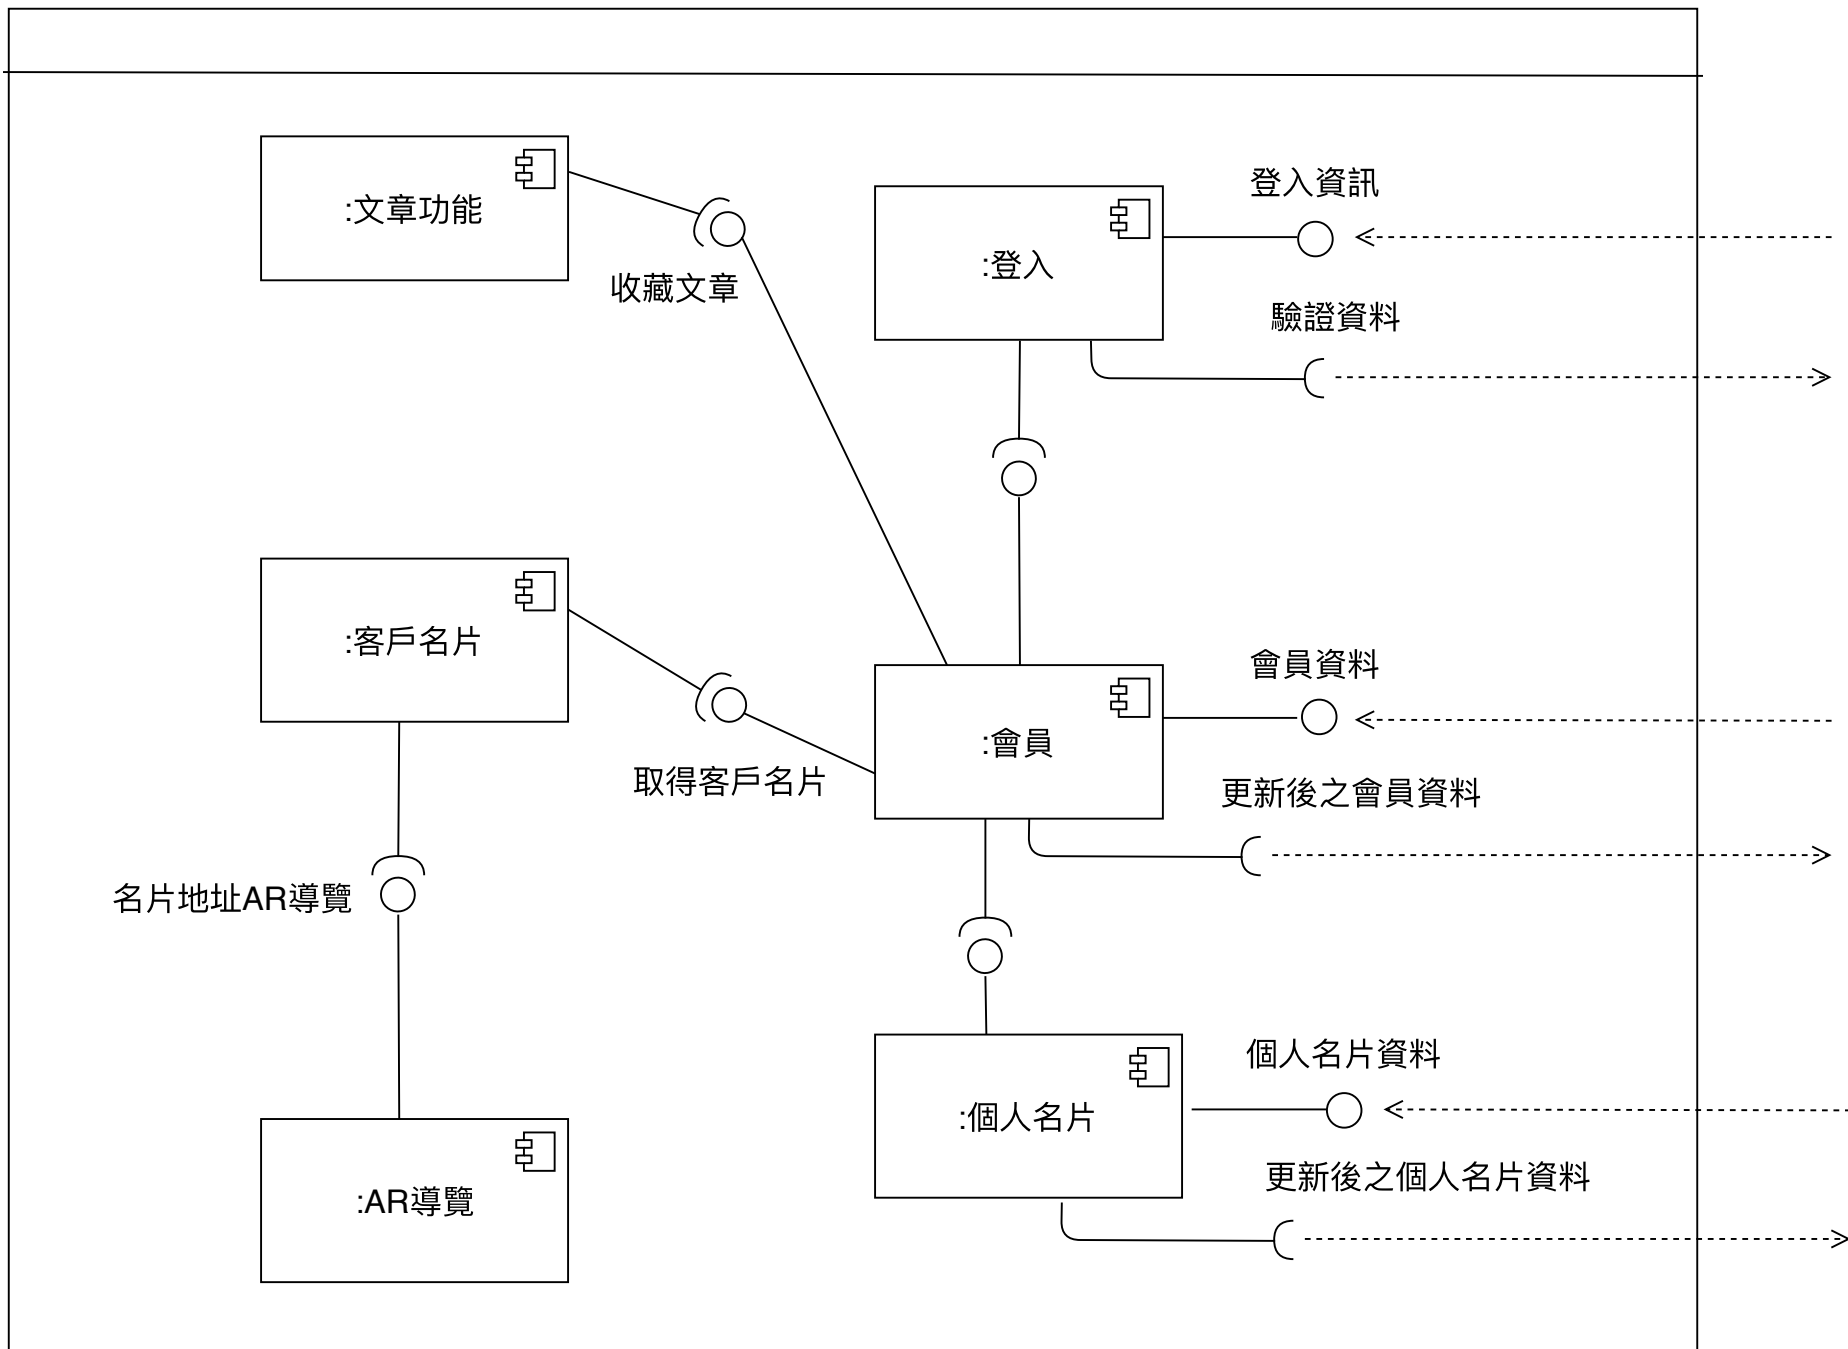 :文章功能
收藏文章
:登入
登入資訊
驗證資料
:客戶名片
取得客戶名片
:會員
會員資料
更新後之會員資料
名片地址AR導覽
:AR導覽
:個人名片
個人名片資料
更新後之個人名片資料